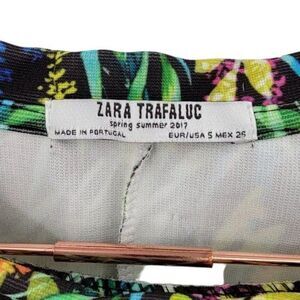 ZARA TRAFALUC
spring summer 2017
MADE IN PORTUGAL EUR/USA S MEX 26